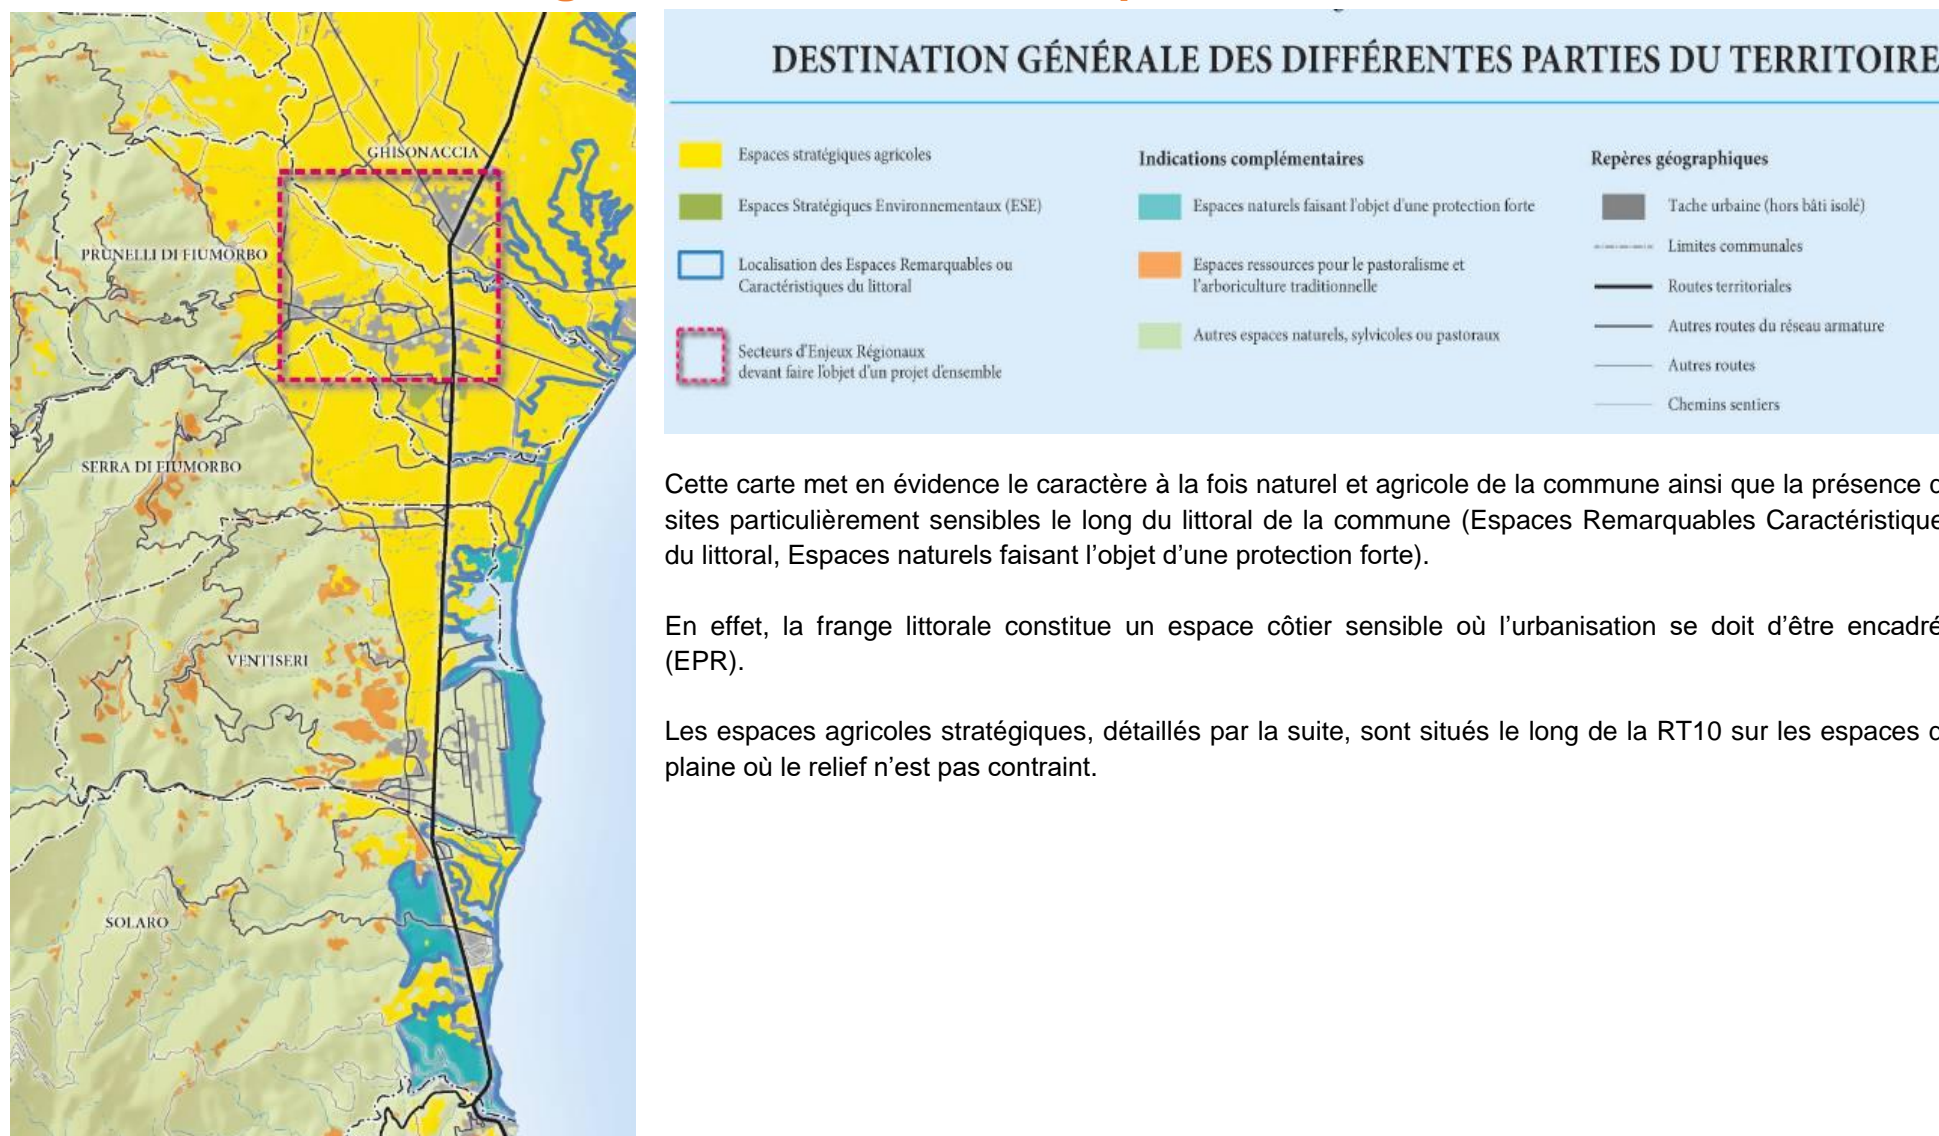 DESTINATION GÉNÉRALE DES DIFFÉRENTES PARTIES DU TERRITOIRE
Espaces stratégiques agricoles
Espaces Stratégiques Environnementaux (ESE)
Localisation des Espaces Remarquables ou
Caractéristiques du littoral
Secteurs d'Enjeux Régionaux
devant faire l'objet d'un projet d'ensemble
Indications complémentaires
Espaces naturels faisant l'objet d'une protection forte
Espaces ressources pour le pastoralisme et
l'arboriculture traditionnelle
Autres espaces naturels, sylvicoles ou pastoraux
Repères géographiques
Tache urbaine (hors bâti isolé)
Limites communales
Routes territoriales
Autres routes du réseau armature
Autres routes
Chemins sentiers
GHISONACCIA
PRUNELLI DI FIUMORBO
SERRA DI FIUMORBO
VENTISERI
SOLARO
Cette carte met en évidence le caractère à la fois naturel et agricole de la commune ainsi que la présence
sites particulièrement sensibles le long du littoral de la commune (Espaces Remarquables Caractéristique
du littoral, Espaces naturels faisant l’objet d’une protection forte).
En effet, la frange littorale constitue un espace côtier sensible où l’urbanisation se doit d’être encadré
(EPR).
Les espaces agricoles stratégiques, détaillés par la suite, sont situés le long de la RT10 sur les espaces
plaine où le relief n’est pas contraint.